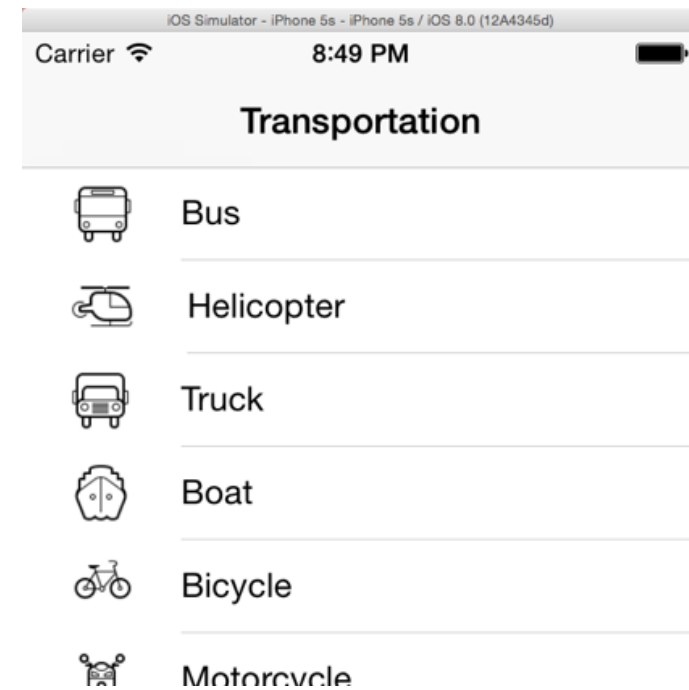 iOS Simulator - iPhone 5s - iPhone 5s / iOS 8.0 (12A4345d)
Carrier 8:49 PM
Transportation
Bus
Helicopter
Truck
Boat
Bicycle
Motorcycle